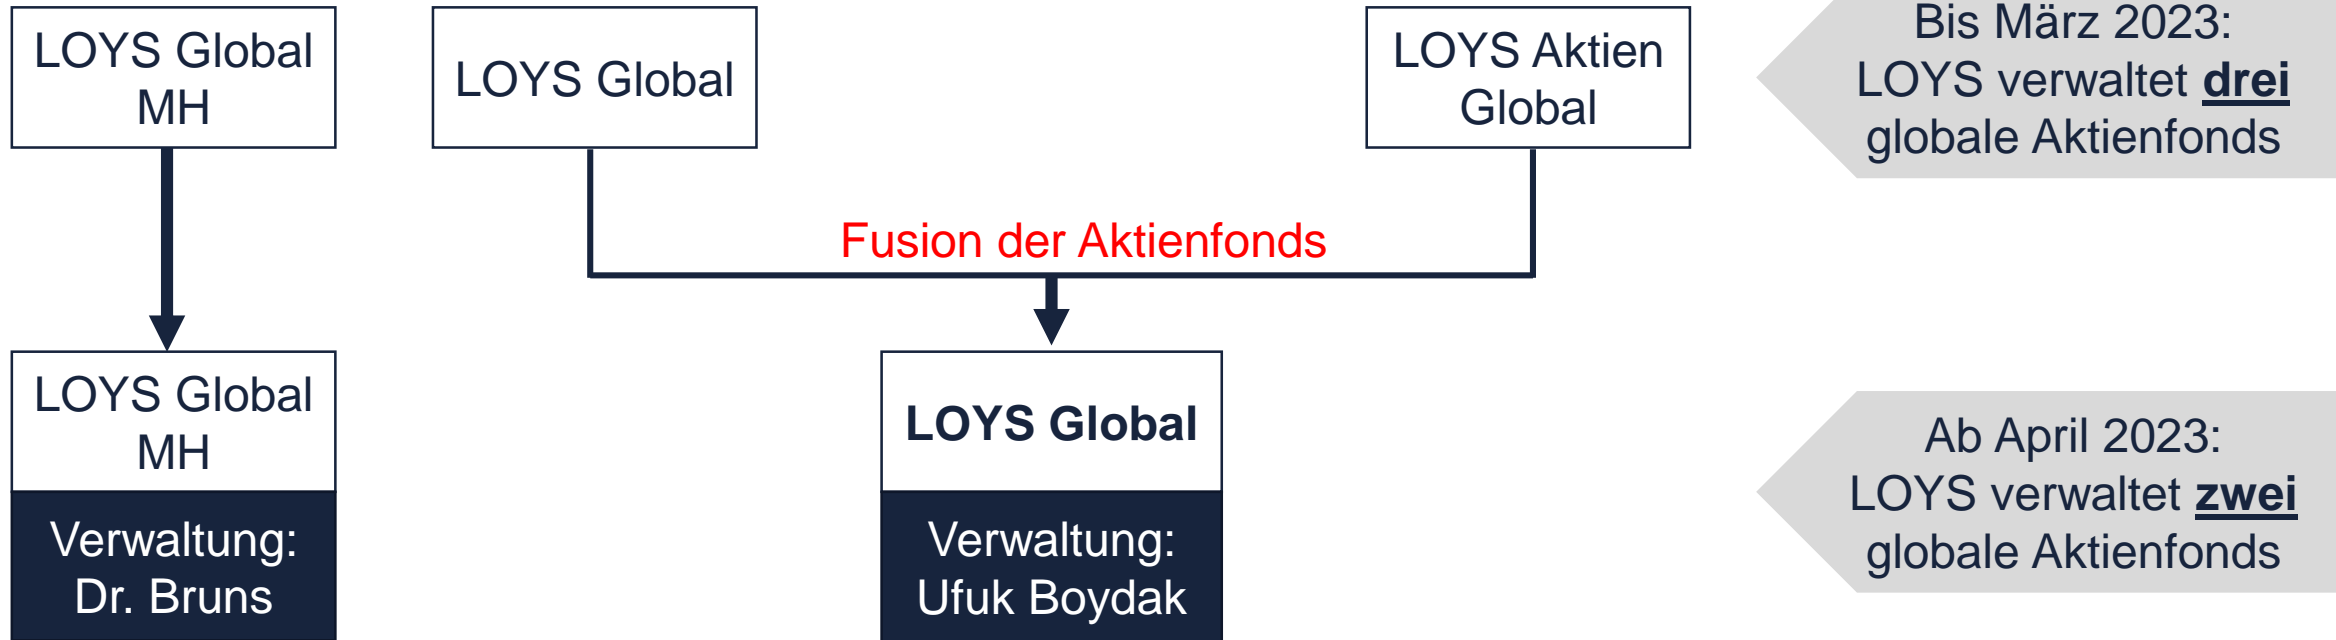 LOYS Global
MH
LOYS Global
LOYS Aktien
Global
Bis März 2023:
LOYS verwaltet drei
globale Aktienfonds
Fusion der Aktienfonds
LOYS Global
MH
Verwaltung:
Dr. Bruns
LOYS Global
Verwaltung:
Ufuk Boydak
Ab April 2023:
LOYS verwaltet zwei
globale Aktienfonds